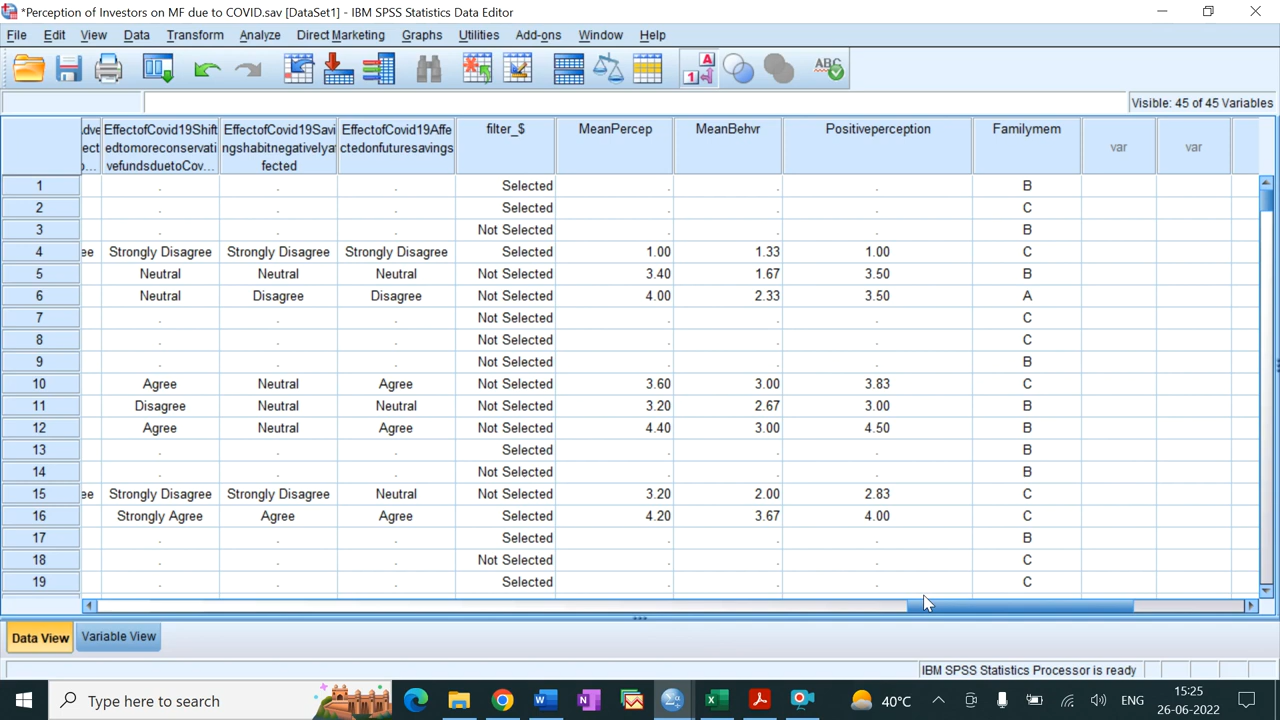 *Perception of Investors on MF due to COVID.sav [DataSet1] - IBM SPSS Statistics Data Editor
File Edit View Data Transform Analyze Direct Marketing Graphs Utilities Add-ons Window Help
Visible: 45 of 45 Variables
EffectofCovid19Shift
edtomoreconservati
vefundsduetoCov...
EffectofCovid19Savi
ngshabitnegativelya
fected
EffectofCovid19Affe
ctedonfuturesavings
filter_$
MeanPercep
MeanBehvr
Positiveperception
Familymem
var
var
1 . . . Selected . . . B
2 . . . Selected . . . C
3 . . . Not Selected . . . B
4 ee Strongly Disagree Strongly Disagree Strongly Disagree Selected 1.00 1.33 1.00 C
5 Neutral Neutral Neutral Not Selected 3.40 1.67 3.50 B
6 Neutral Disagree Disagree Not Selected 4.00 2.33 3.50 A
7 . . . Not Selected . . . C
8 . . . Not Selected . . . C
9 . . . Not Selected . . . B
10 Agree Neutral Agree Not Selected 3.60 3.00 3.83 C
11 Disagree Neutral Neutral Not Selected 3.20 2.67 3.00 B
12 Agree Neutral Agree Not Selected 4.40 3.00 4.50 B
13 . . . Selected . . . B
14 . . . Not Selected . . . B
15 ee Strongly Disagree Strongly Disagree Neutral Not Selected 3.20 2.00 2.83 C
16 Strongly Agree Agree Agree Selected 4.20 3.67 4.00 C
17 . . . Selected . . . B
18 . . . Not Selected . . . C
19 . . . Selected . . . C
Data View Variable View
IBM SPSS Statistics Processor is ready
Type here to search
40°C
ENG
15:25
26-06-2022